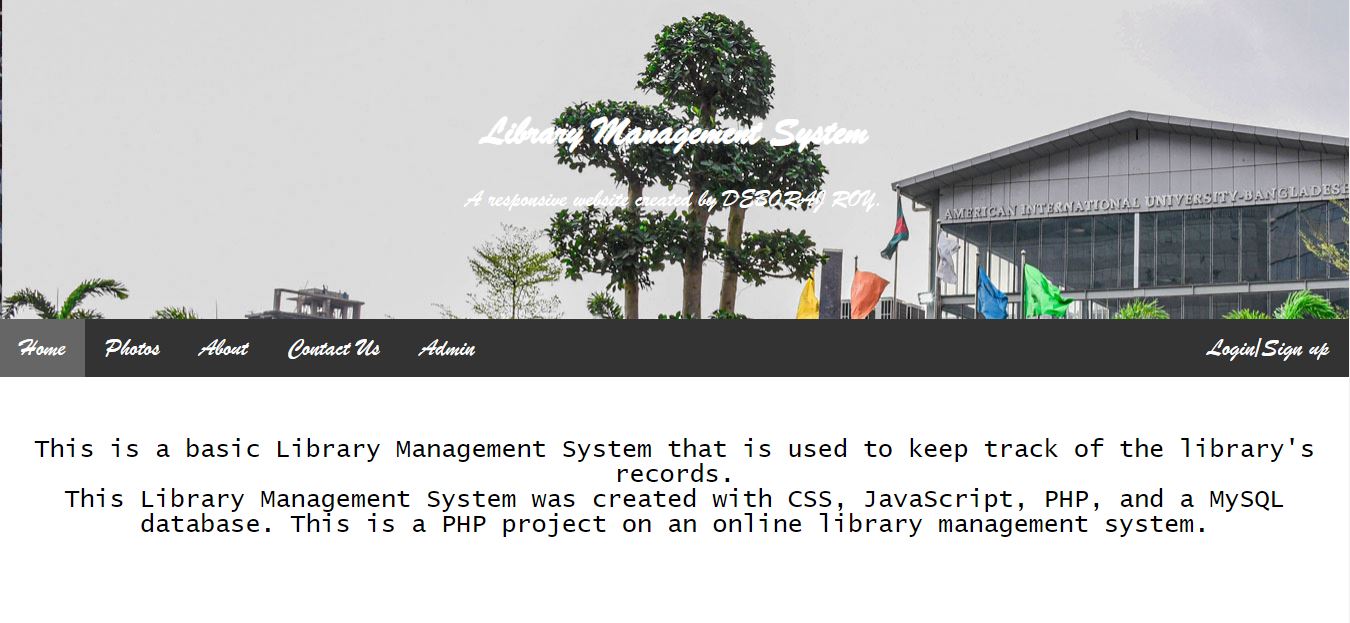 Library Management System
A responsive website created by DEBORAJ ROY.
AMERICAN INTERNATIONAL UNIVERSITY-BANGLADESH
Home Photos About Contact Us Admin Login/Sign up
This is a basic Library Management System that is used to keep track of the library's
records.
This Library Management System was created with CSS, JavaScript, PHP, and a MySQL
database. This is a PHP project on an online library management system.